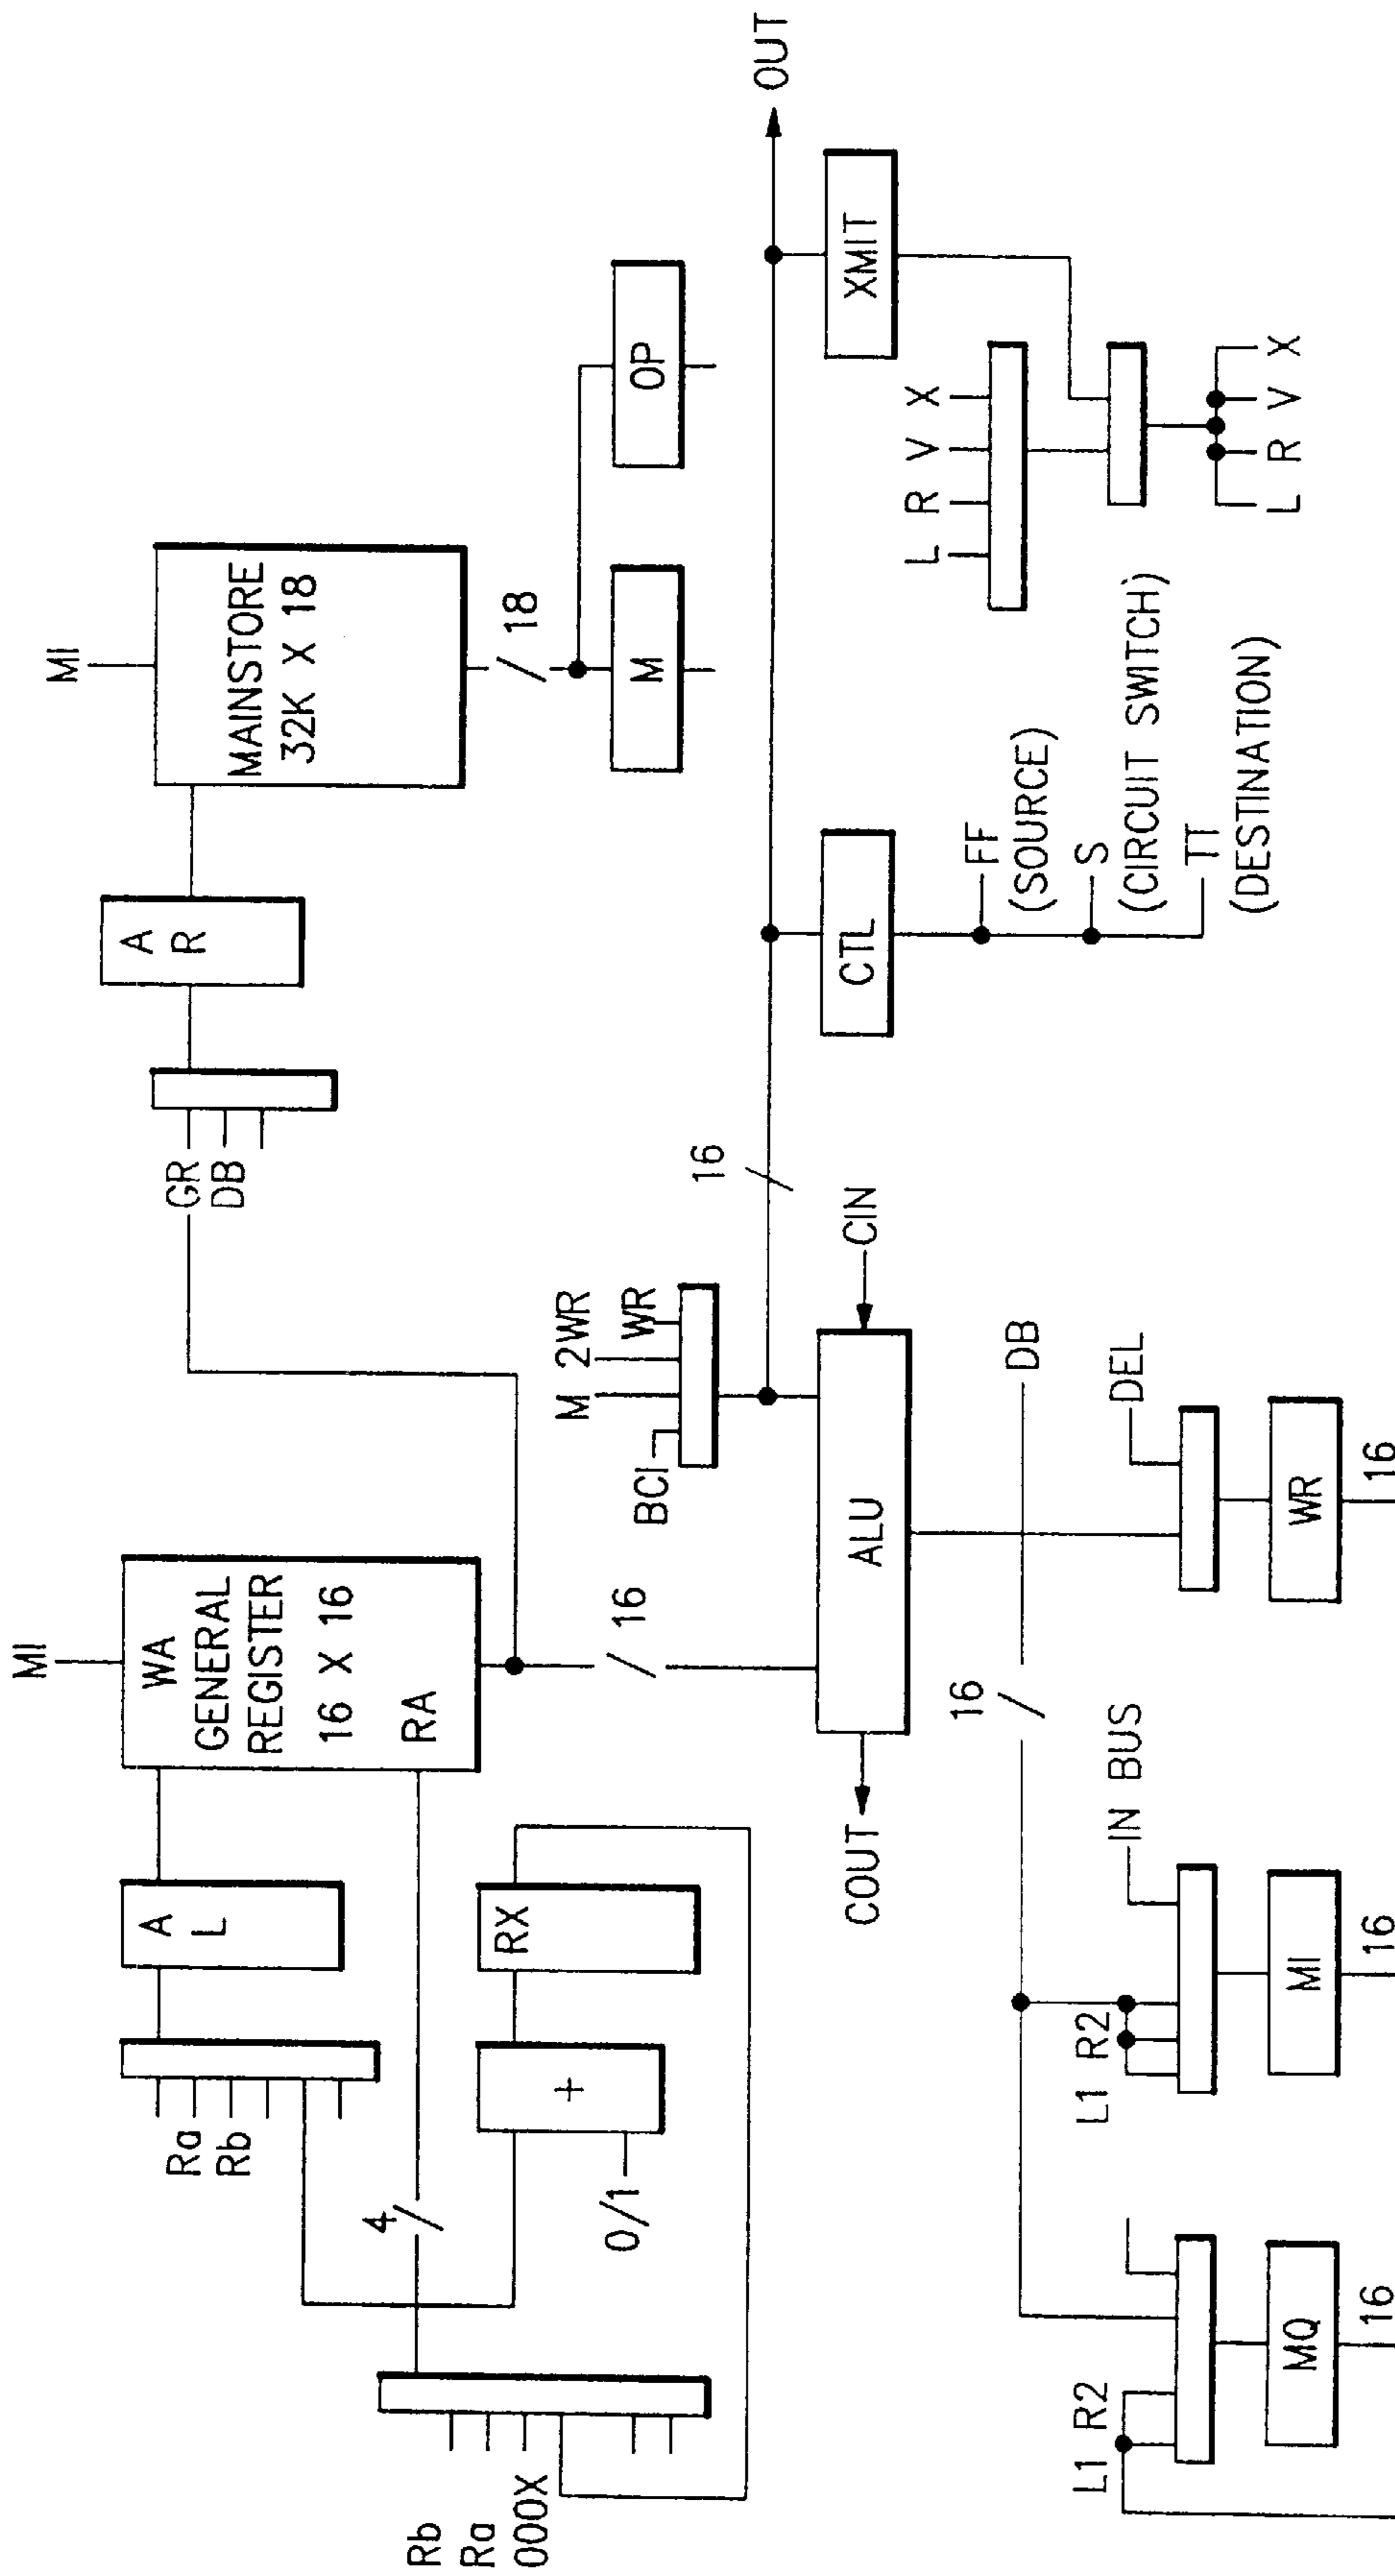 MI
WA
GENERAL
REGISTER
16 X 16
RA
A
L
Ra
Rb
4
RX
+
0/1
Rb
Ra
000X
16
GR
DB
A
R
MI
MAINSTORE
32K X 18
18
M
OP
BCI
M
2WR
WR
16
OUT
CIN
ALU
COUT
CTL
FF
(SOURCE)
S
(CIRCUIT SWITCH)
TT
(DESTINATION)
XMIT
L R V X
L R V X
DB
16
L1 R2
MQ
16
L1 R2
IN BUS
MI
16
DEL
WR
16